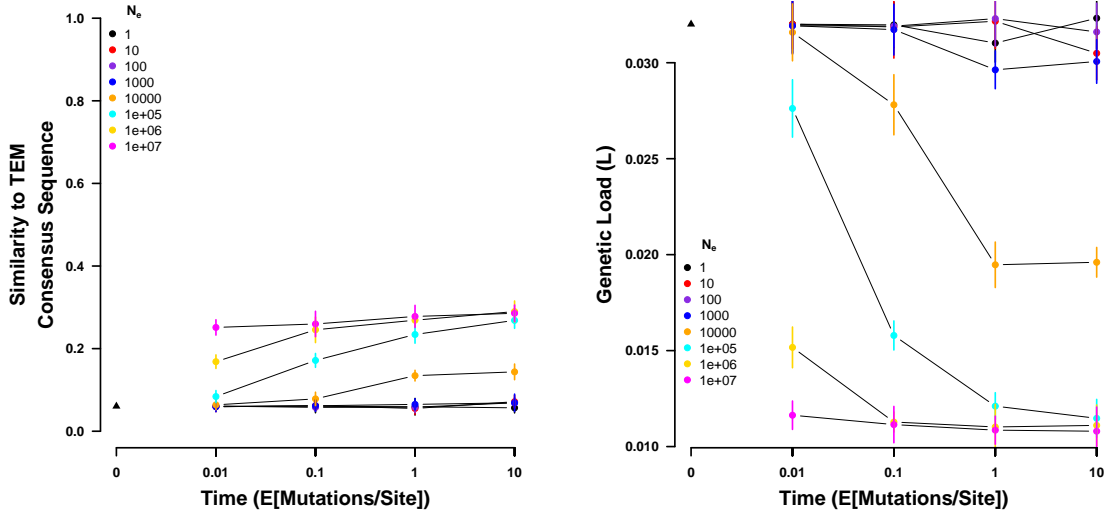 Similarity to TEM
Consensus Sequence
1.0
0.8
0.6
0.4
0.2
0.0
Ne
1
10
100
1000
10000
1e+05
1e+06
1e+07
0
0.01
0.1
1
10
Time (E[Mutations/Site])
Genetic Load (L)
0.030
0.025
0.020
0.015
0.010
Ne
1
10
100
1000
10000
1e+05
1e+06
1e+07
0
0.01
0.1
1
10
Time (E[Mutations/Site])